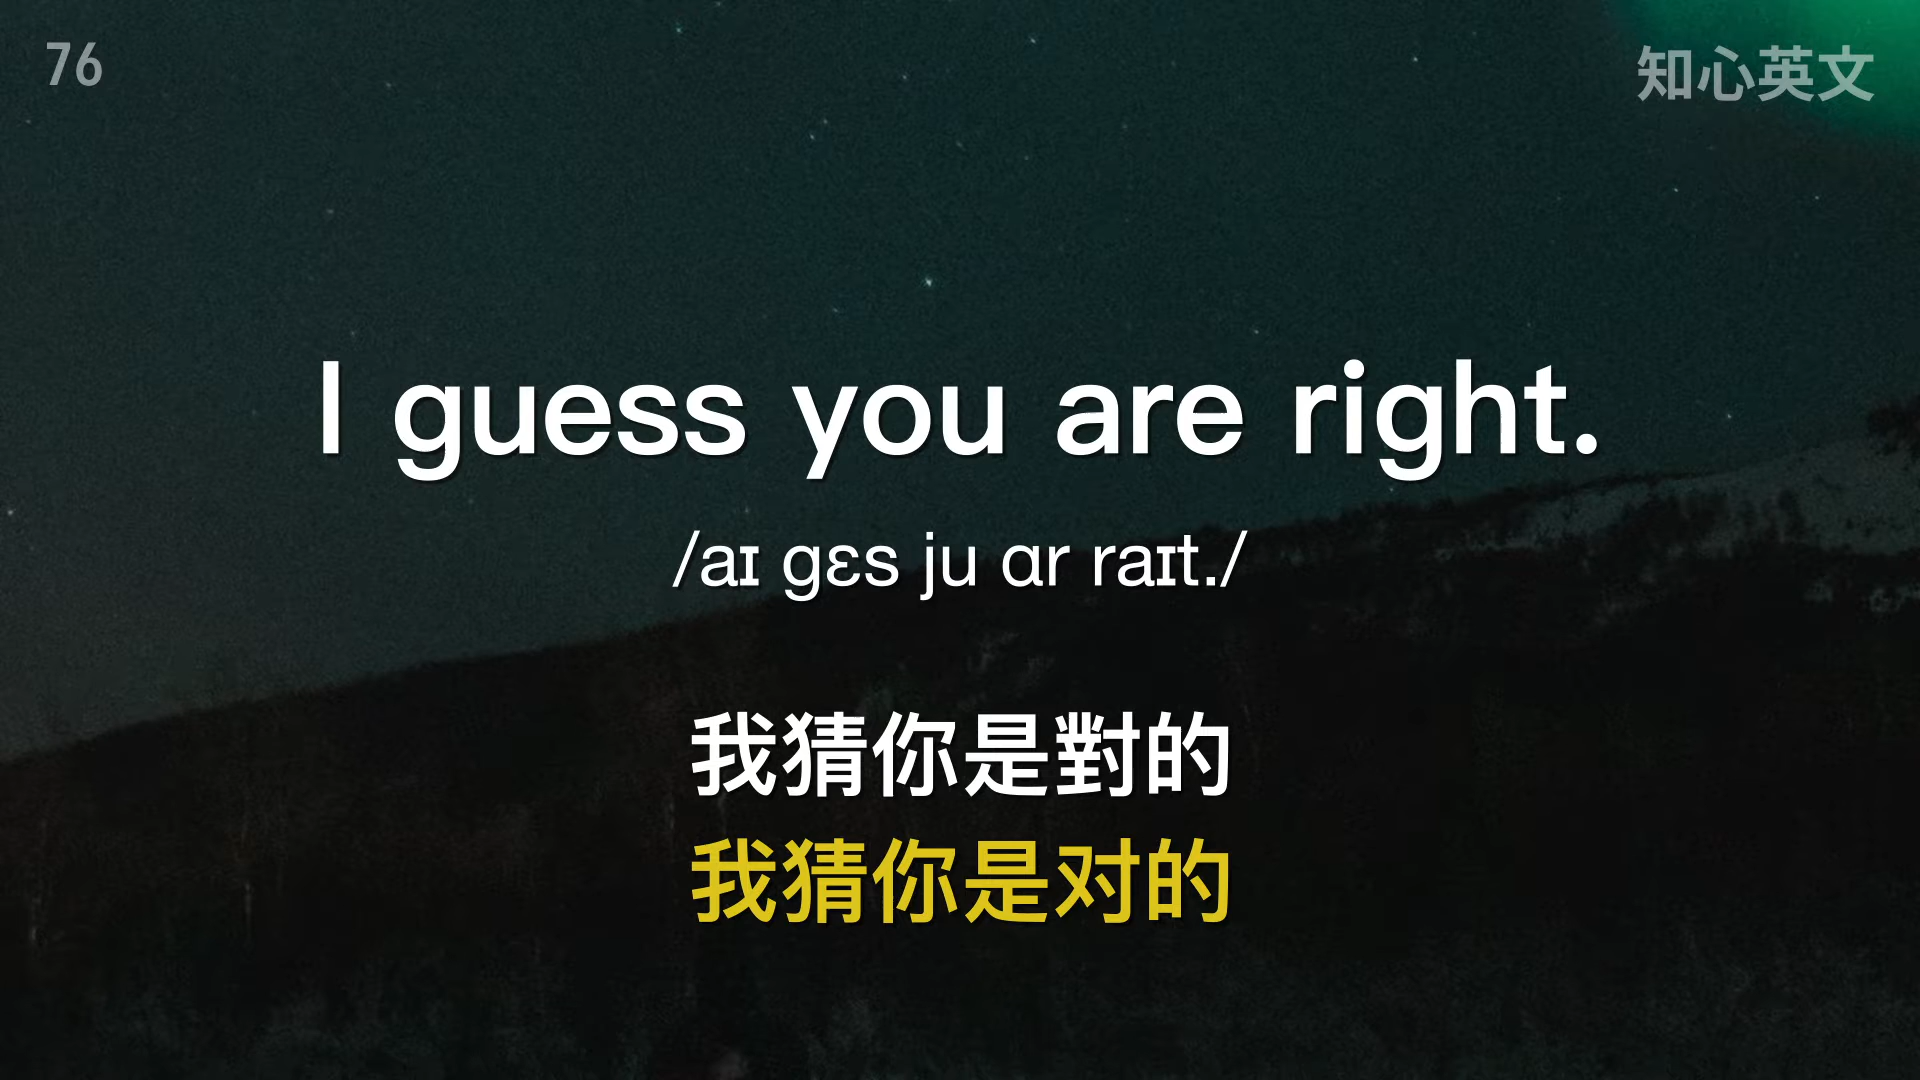 76
知心英文
I guess you are right.
/aɪ gɛs ju ɑr raɪt./
我猜你是對的
我猜你是对的